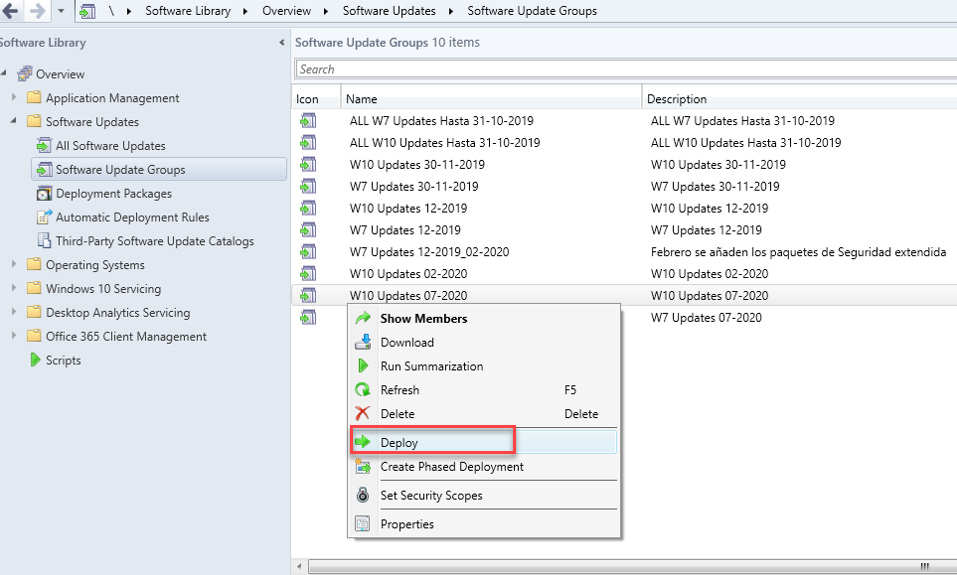 \ Software Library Overview Software Updates Software Update Groups
Software Library
Overview
Application Management
Software Updates
All Software Updates
Software Update Groups
Deployment Packages
Automatic Deployment Rules
Third-Party Software Update Catalogs
Operating Systems
Windows 10 Servicing
Desktop Analytics Servicing
Office 365 Client Management
Scripts
Software Update Groups 10 items
Search
Icon Name Description
ALL W7 Updates Hasta 31-10-2019 ALL W7 Updates Hasta 31-10-2019
ALL W10 Updates Hasta 31-10-2019 ALL W10 Updates Hasta 31-10-2019
W10 Updates 30-11-2019 W10 Updates 30-11-2019
W7 Updates 30-11-2019 W7 Updates 30-11-2019
W10 Updates 12-2019 W10 Updates 12-2019
W7 Updates 12-2019 W7 Updates 12-2019
W7 Updates 12-2019_02-2020 Febrero se añaden los paquetes de Seguridad extendida
W10 Updates 02-2020 W10 Updates 02-2020
W10 Updates 07-2020 W10 Updates 07-2020
W7 Updates 07-2020
Show Members
Download
Run Summarization
Refresh F5
Delete Delete
Deploy
Create Phased Deployment
Set Security Scopes
Properties